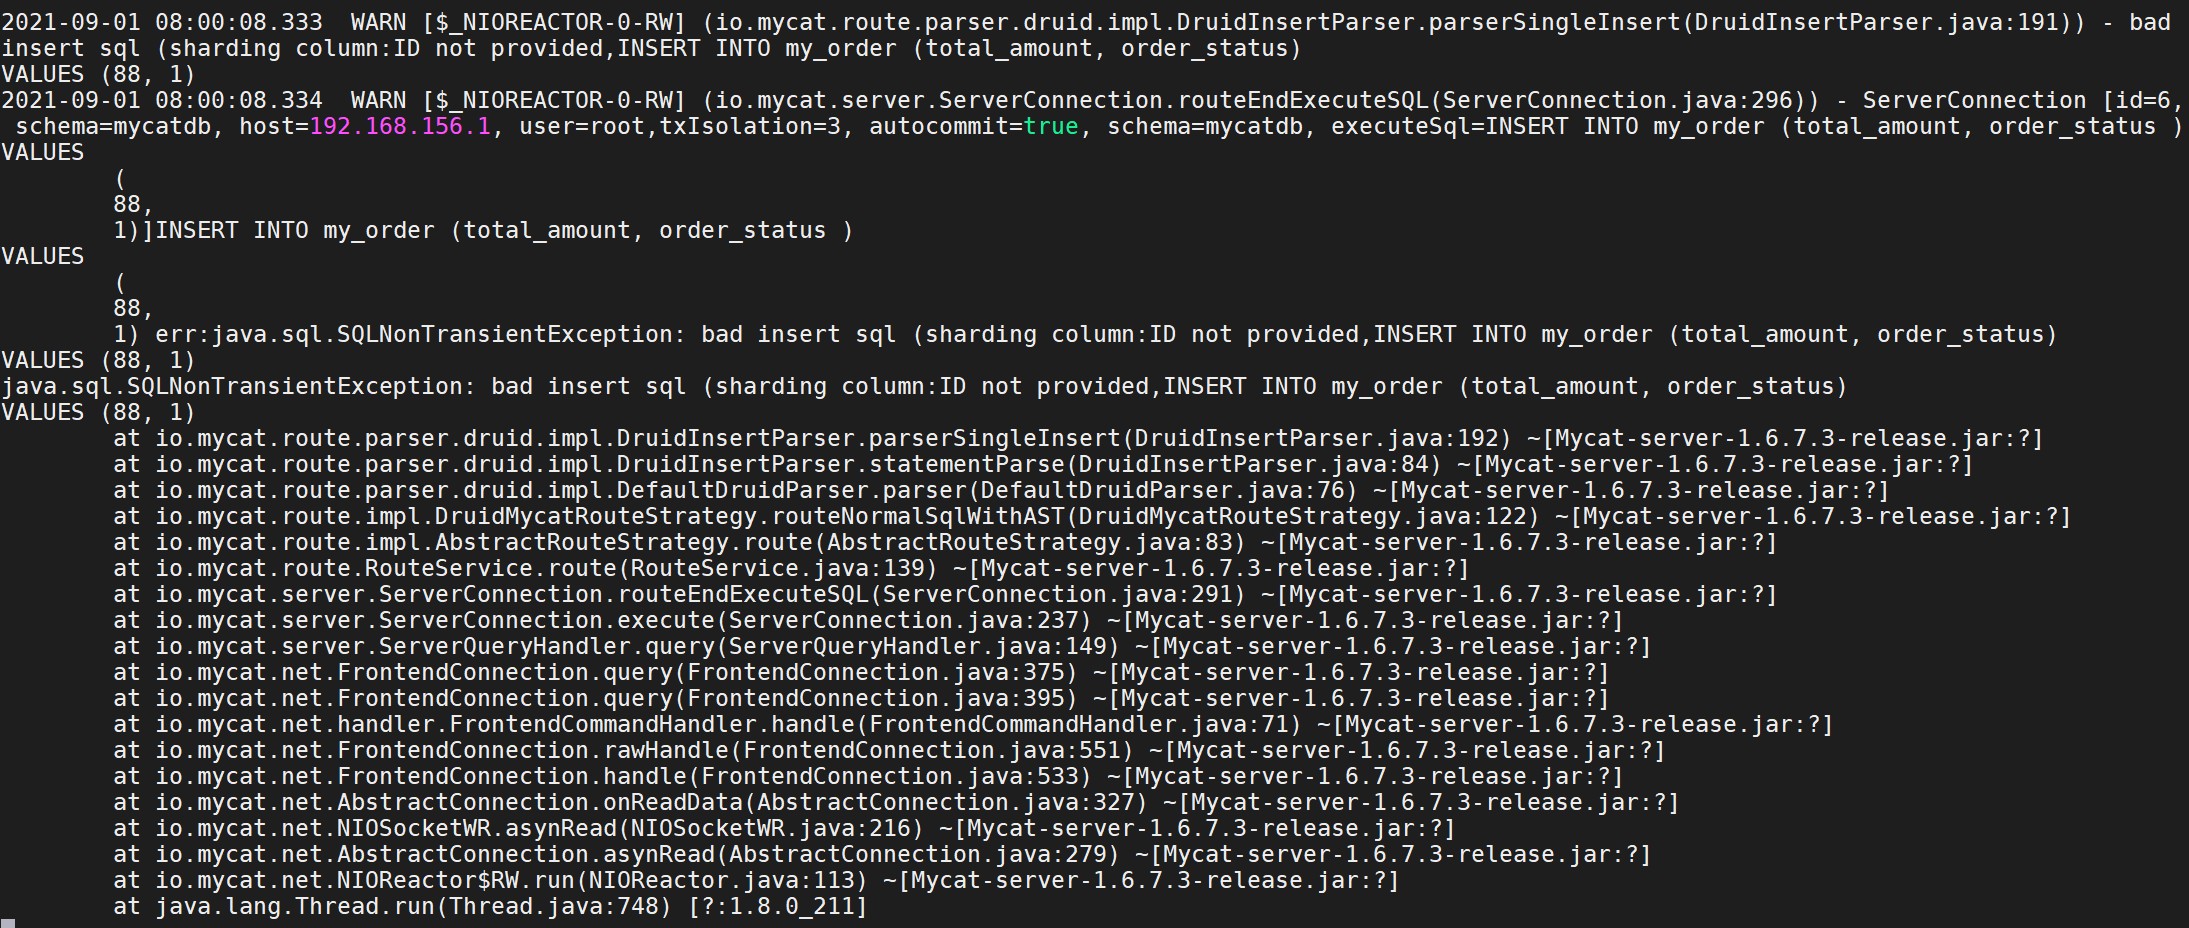 2021-09-01 08:00:08.333  WARN [$_NIOREACTOR-0-RW] (io.mycat.route.parser.druid.impl.DruidInsertParser.parserSingleInsert(DruidInsertParser.java:191)) - bad
insert sql (sharding column:ID not provided,INSERT INTO my_order (total_amount, order_status)
VALUES (88, 1)
2021-09-01 08:00:08.334  WARN [$_NIOREACTOR-0-RW] (io.mycat.server.ServerConnection.routeEndExecuteSQL(ServerConnection.java:296)) - ServerConnection [id=6,
 schema=mycatdb, host=192.168.156.1, user=root,txIsolation=3, autocommit=true, schema=mycatdb, executeSql=INSERT INTO my_order (total_amount, order_status )
VALUES
        (
        88,
        1)]INSERT INTO my_order (total_amount, order_status )
VALUES
        (
        88,
        1) err:java.sql.SQLNonTransientException: bad insert sql (sharding column:ID not provided,INSERT INTO my_order (total_amount, order_status)
VALUES (88, 1)
java.sql.SQLNonTransientException: bad insert sql (sharding column:ID not provided,INSERT INTO my_order (total_amount, order_status)
VALUES (88, 1)
        at io.mycat.route.parser.druid.impl.DruidInsertParser.parserSingleInsert(DruidInsertParser.java:192) ~[Mycat-server-1.6.7.3-release.jar:?]
        at io.mycat.route.parser.druid.impl.DruidInsertParser.statementParse(DruidInsertParser.java:84) ~[Mycat-server-1.6.7.3-release.jar:?]
        at io.mycat.route.parser.druid.impl.DefaultDruidParser.parser(DefaultDruidParser.java:76) ~[Mycat-server-1.6.7.3-release.jar:?]
        at io.mycat.route.impl.DruidMycatRouteStrategy.routeNormalSqlWithAST(DruidMycatRouteStrategy.java:122) ~[Mycat-server-1.6.7.3-release.jar:?]
        at io.mycat.route.impl.AbstractRouteStrategy.route(AbstractRouteStrategy.java:83) ~[Mycat-server-1.6.7.3-release.jar:?]
        at io.mycat.route.RouteService.route(RouteService.java:139) ~[Mycat-server-1.6.7.3-release.jar:?]
        at io.mycat.server.ServerConnection.routeEndExecuteSQL(ServerConnection.java:291) ~[Mycat-server-1.6.7.3-release.jar:?]
        at io.mycat.server.ServerConnection.execute(ServerConnection.java:237) ~[Mycat-server-1.6.7.3-release.jar:?]
        at io.mycat.server.ServerQueryHandler.query(ServerQueryHandler.java:149) ~[Mycat-server-1.6.7.3-release.jar:?]
        at io.mycat.net.FrontendConnection.query(FrontendConnection.java:375) ~[Mycat-server-1.6.7.3-release.jar:?]
        at io.mycat.net.FrontendConnection.query(FrontendConnection.java:395) ~[Mycat-server-1.6.7.3-release.jar:?]
        at io.mycat.net.handler.FrontendCommandHandler.handle(FrontendCommandHandler.java:71) ~[Mycat-server-1.6.7.3-release.jar:?]
        at io.mycat.net.FrontendConnection.rawHandle(FrontendConnection.java:551) ~[Mycat-server-1.6.7.3-release.jar:?]
        at io.mycat.net.FrontendConnection.handle(FrontendConnection.java:533) ~[Mycat-server-1.6.7.3-release.jar:?]
        at io.mycat.net.AbstractConnection.onReadData(AbstractConnection.java:327) ~[Mycat-server-1.6.7.3-release.jar:?]
        at io.mycat.net.NIOSocketWR.asynRead(NIOSocketWR.java:216) ~[Mycat-server-1.6.7.3-release.jar:?]
        at io.mycat.net.AbstractConnection.asynRead(AbstractConnection.java:279) ~[Mycat-server-1.6.7.3-release.jar:?]
        at io.mycat.net.NIOReactor$RW.run(NIOReactor.java:113) ~[Mycat-server-1.6.7.3-release.jar:?]
        at java.lang.Thread.run(Thread.java:748) [?:1.8.0_211]